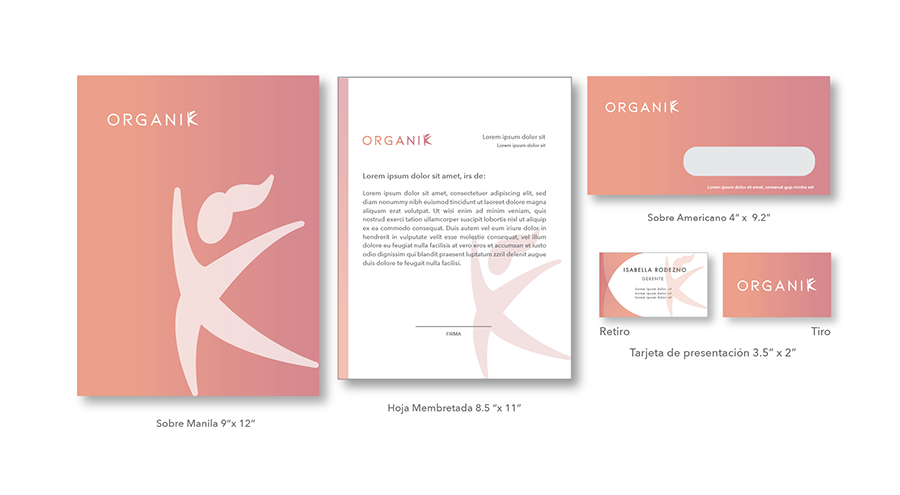 ORGANIK
Sobre Manila 9”x 12”
ORGANIK
Lorem ipsum dolor sit
Lorem ipsum dolor sit
Lorem ipsum dolor sit amet, irs de:
Lorem ipsum dolor sit amet, consectetuer adipiscing elit, sed
diam nonummy nibh euismod tincidunt ut laoreet dolore magna
aliquam erat volutpat. Ut wisi enim ad minim veniam, quis
nostrud exerci tation ullamcorper suscipit lobortis nisl ut aliquip
ex ea commodo consequat. Duis autem vel eum iriure dolor in
hendrerit in vulputate velit esse molestie consequat, vel illum
dolore eu feugiat nulla facilisis at vero eros et accumsan et iusto
odio dignissim qui blandit praesent luptatum zzril delenit augue
duis dolore te feugait nulla facilisi.
FIRMA
Hoja Membretada 8.5 ”x 11”
ORGANIK
Lorem ipsum dolor sit amet, consecut gap minha set
Sobre Americano 4” x 9.2”
ISABELLA RODEZNO
GERENTE
Lorem ipsum dolor sit
Lorem ipsum dolor sit
Lorem ipsum dolor sit
ORGANIK
Retiro
Tiro
Tarjeta de presentación 3.5” x 2”